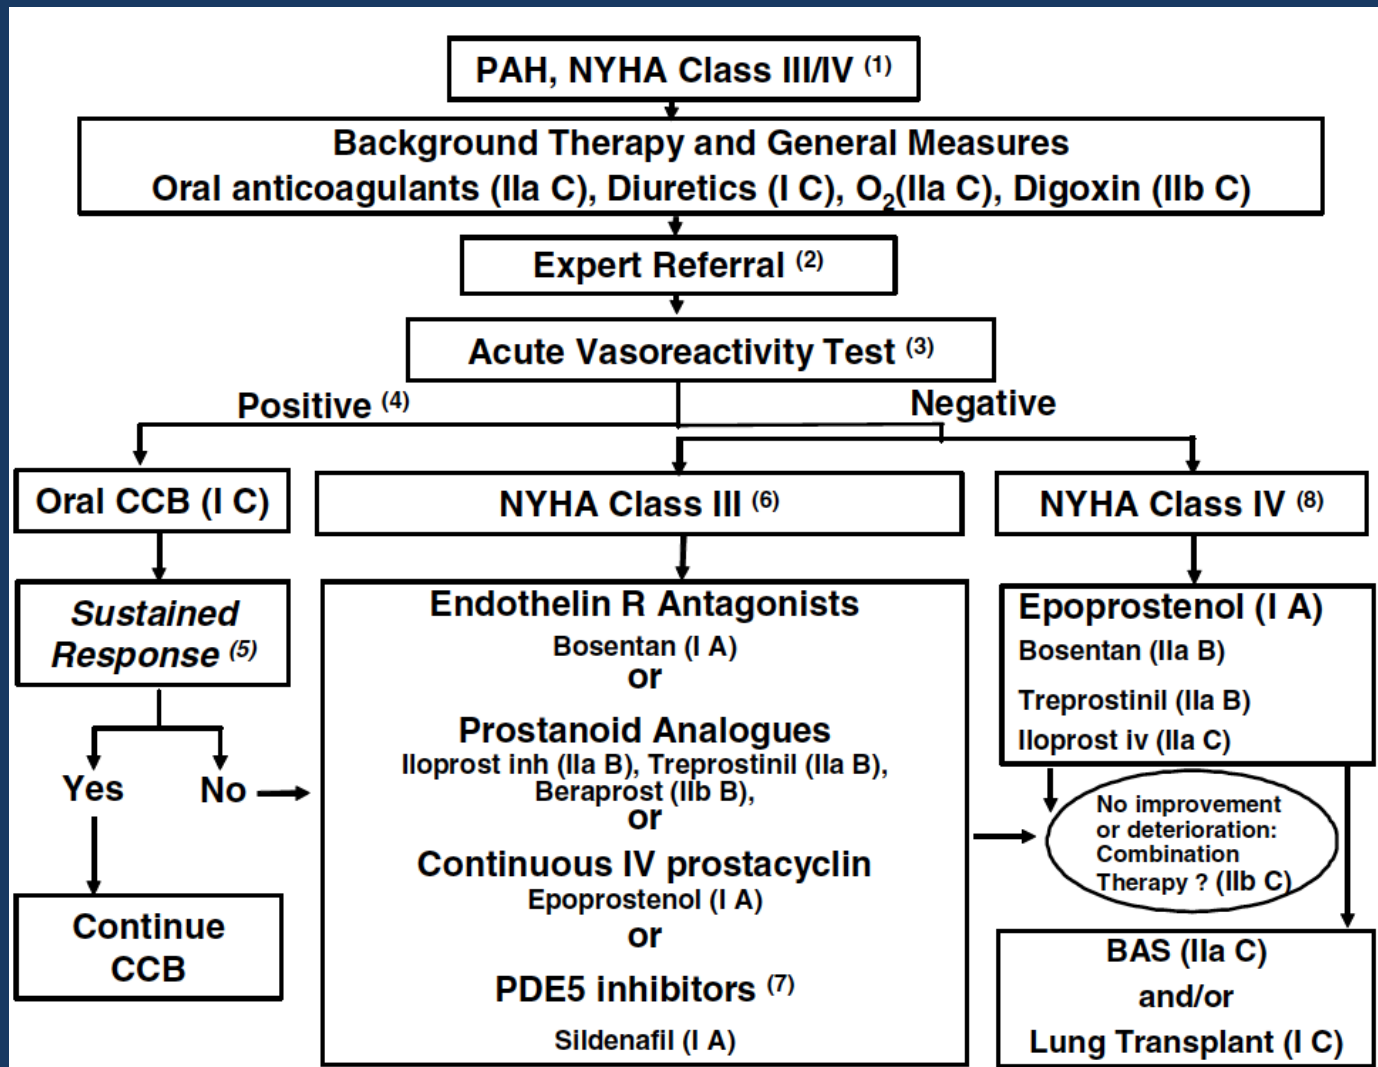 PAH, NYHA Class III/IV (1)
Background Therapy and General Measures
Oral anticoagulants (IIa C), Diuretics (I C), O2(IIa C), Digoxin (IIb C)
Expert Referral (2)
Acute Vasoreactivity Test (3)
Positive (4)
Negative
Oral CCB (I C)
NYHA Class III (6)
NYHA Class IV (8)
Sustained
Response (5)
Yes
No
Continue
CCB
Endothelin R Antagonists
Bosentan (I A)
or
Prostanoid Analogues
Iloprost inh (IIa B), Treprostinil (IIa B),
Beraprost (IIb B),
or
Continuous IV prostacyclin
Epoprostenol (I A)
or
PDE5 inhibitors (7)
Sildenafil (I A)
Epoprostenol (I A)
Bosentan (IIa B)
Treprostinil (IIa B)
Iloprost iv (IIa C)
No improvement
or deterioration:
Combination
Therapy ? (IIb C)
BAS (IIa C)
and/or
Lung Transplant (I C)